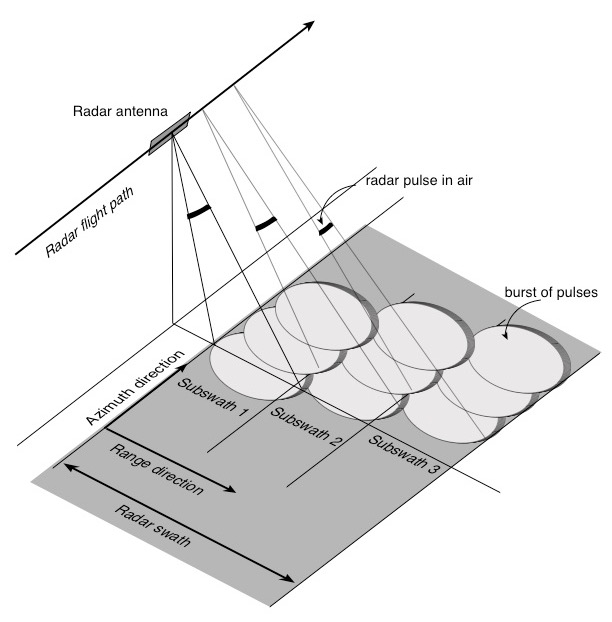 Radar antenna
Radar flight path
radar pulse in air
burst of pulses
Azimuth direction
Subswath 1
Subswath 2
Subswath 3
Range direction
Radar swath